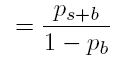 = \frac{p_{s+b}}{1 - p_b}